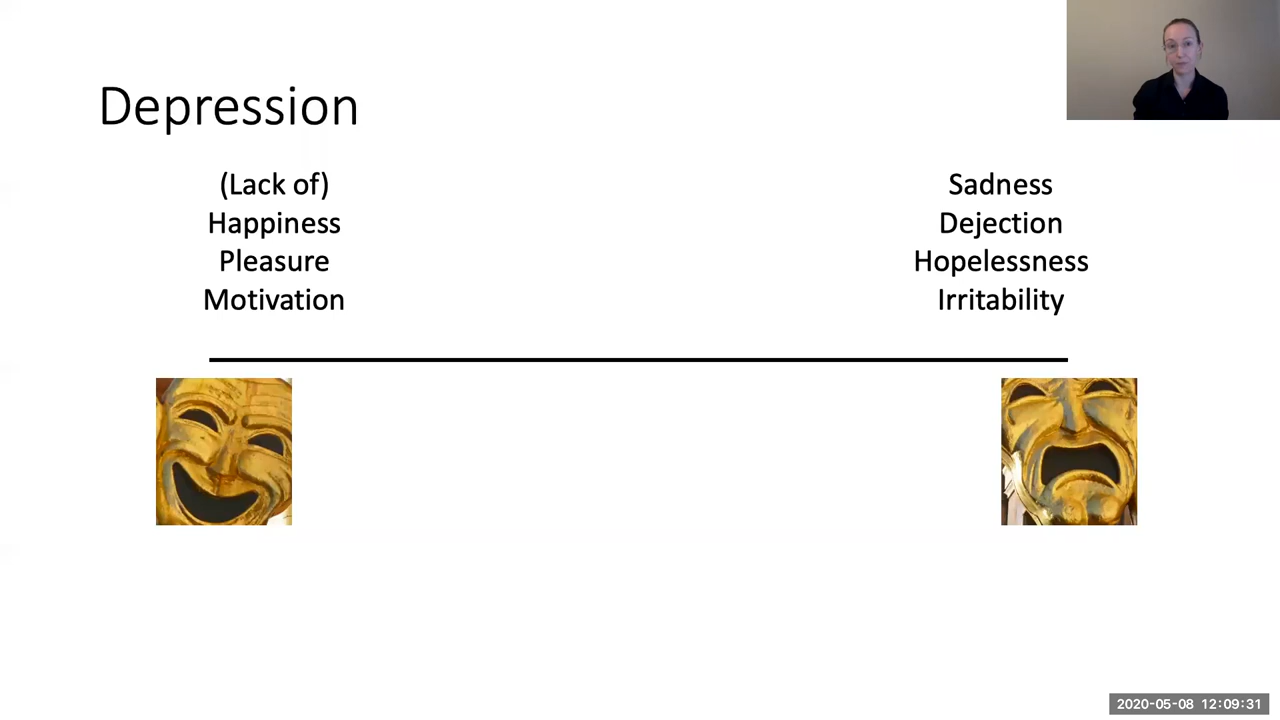 Depression
(Lack of)
Happiness
Pleasure
Motivation
Sadness
Dejection
Hopelessness
Irritability
2020-05-08 12:09:31